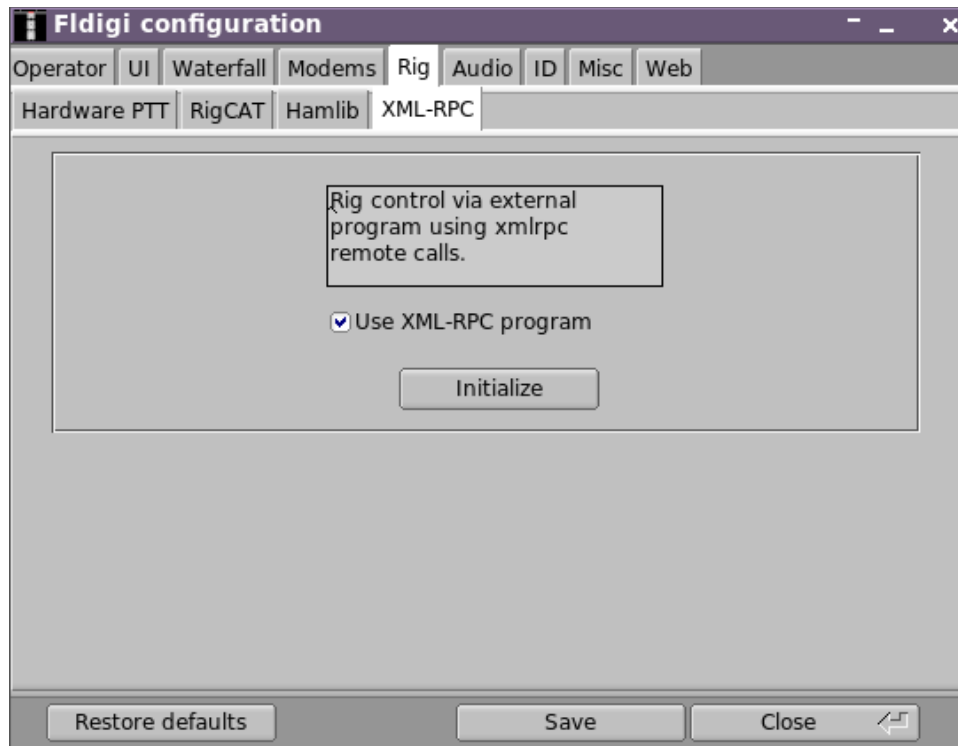 Fldigi configuration
Operator UI Waterfall Modems Rig Audio ID Misc Web
Hardware PTT RigCAT Hamlib XML-RPC
Rig control via external
program using xmlrpc
remote calls.
Use XML-RPC program
Initialize
Restore defaults Save Close